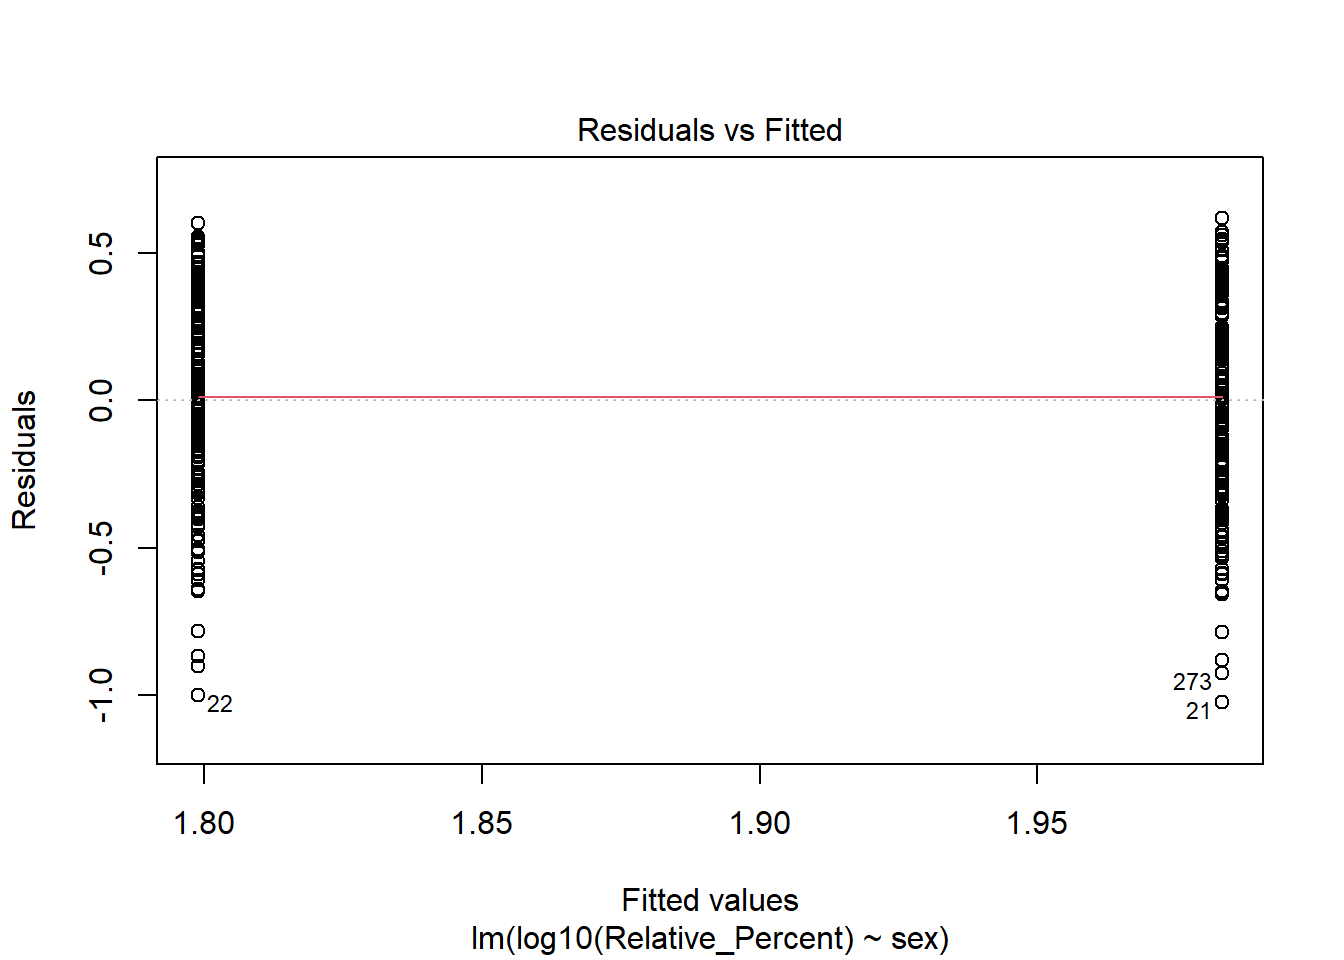 Residuals vs Fitted
0.5
0.0
-0.5
-1.0
Residuals
22
273
21
1.80 1.85 1.90 1.95
Fitted values
lm(log10(Relative_Percent) ~ sex)